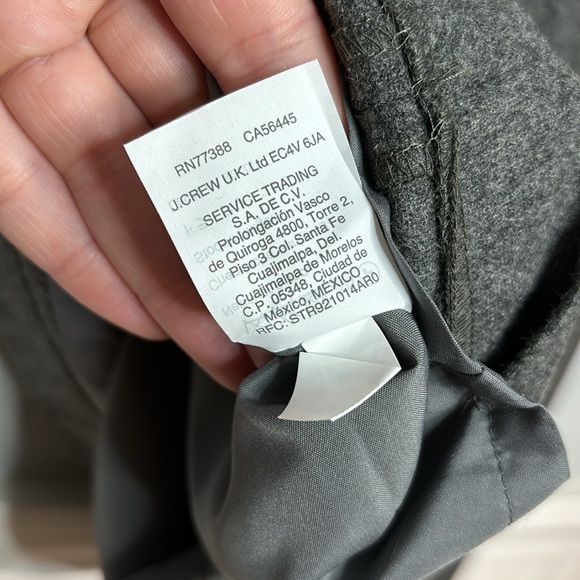 RN77388 CA56445
J.CREW U.K. Ltd EC4V 6JA
I.=SERVICE TRADING
S.A. DE C.V.
Prolongación Vasco
de Quiroga 4800, Torre 2,
Piso 3 Col. Santa Fe
Cuajimalpa, Del.
Cuajimalpa de Morelos
C.P. 05348, Ciudad de
México, MÉXICO
RFC: STR921014AR0